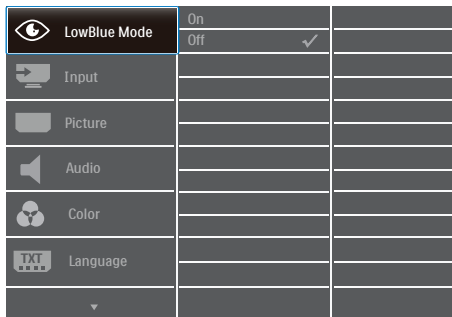 LowBlue Mode
On
Off
Input
Picture
Audio
Color
TXT
Language